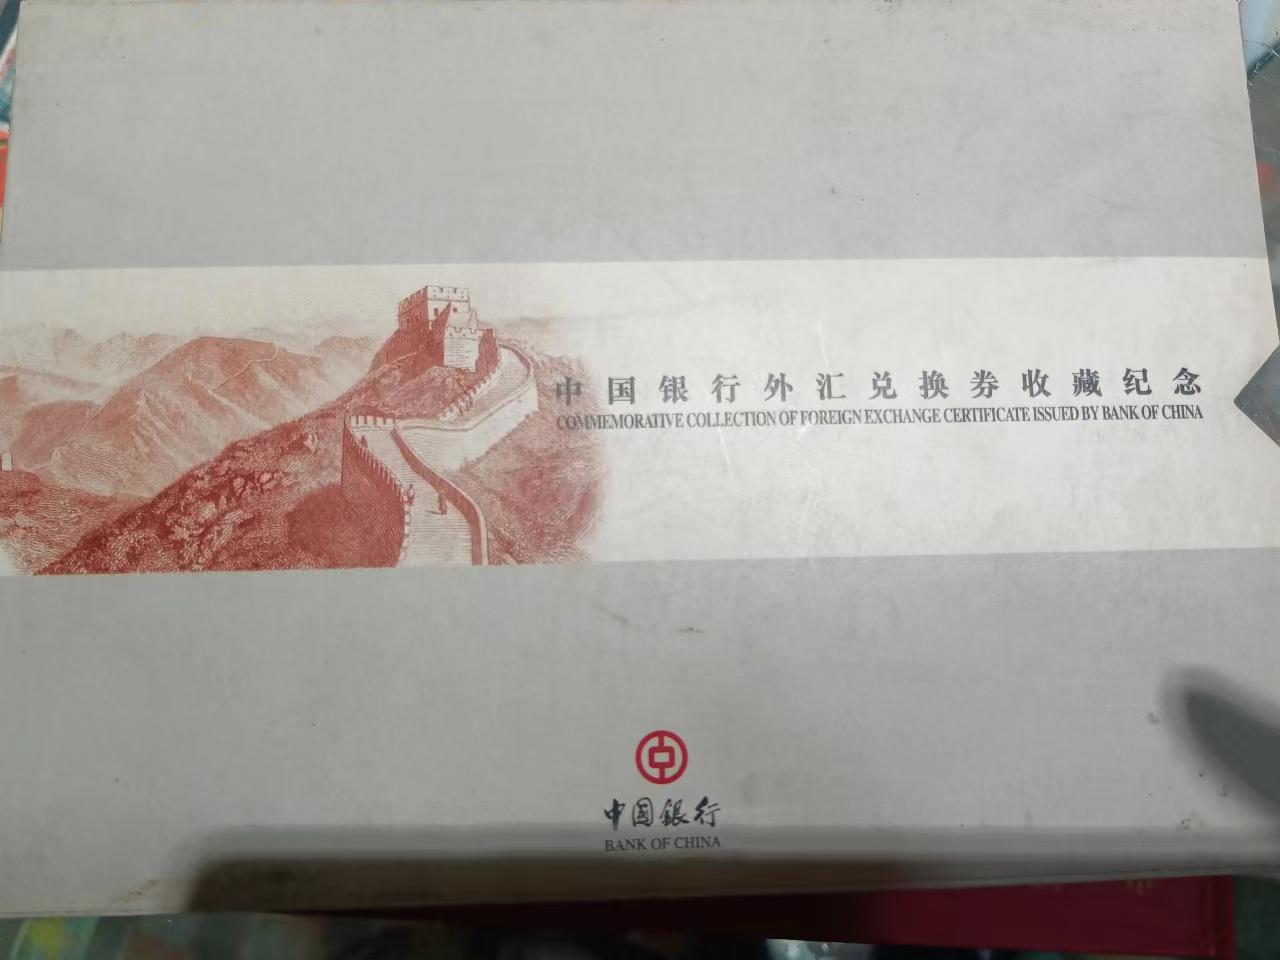 中国银行外汇兑换券收藏纪念
COMMEMORATIVE COLLECTION OF FOREIGN EXCHANGE CERTIFICATE ISSUED BY BANK OF CHINA
中国银行
BANK OF CHINA